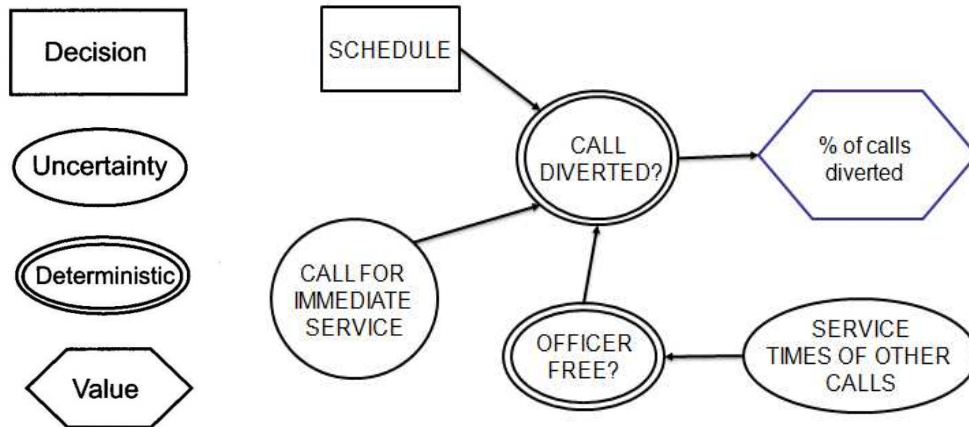 Decision
Uncertainty
Deterministic
Value
SCHEDULE
CALL
DIVERTED?
% of calls
diverted
CALL FOR
IMMEDIATE
SERVICE
OFFICER
FREE?
SERVICE
TIMES OF OTHER
CALLS